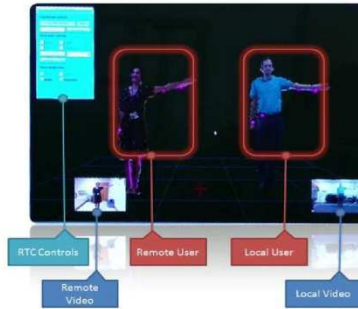 RTC Controls
Remote User
Local User
Remote
Video
Local Video